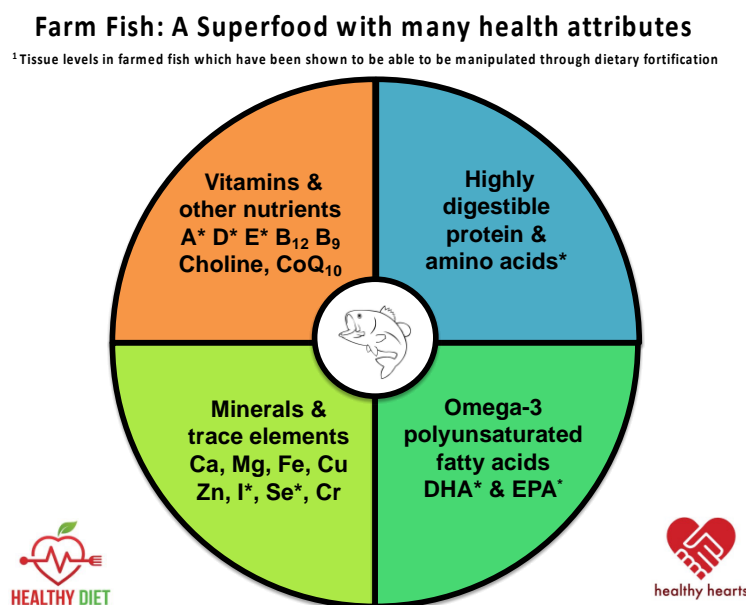 Farm Fish: A Superfood with many health attributes
¹ Tissue levels in farmed fish which have been shown to be able to be manipulated through dietary fortification
Vitamins &
other nutrients
A* D* E* B₁₂ B₉
Choline, CoQ₁₀
Highly
digestible
protein &
amino acids*
Minerals &
trace elements
Ca, Mg, Fe, Cu
Zn, I*, Se*, Cr
Omega-3
polyunsaturated
fatty acids
DHA* & EPA*
HEALTHY DIET
healthy hearts